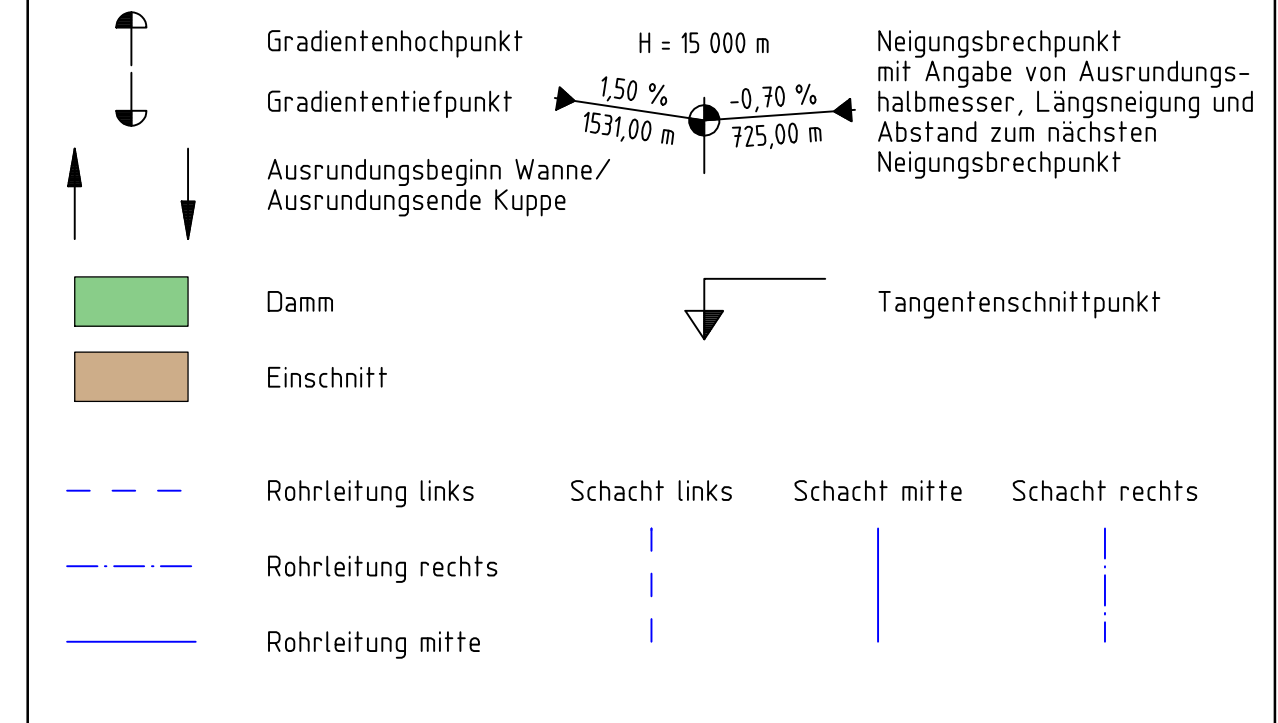 Gradientenhochpunkt
Gradiententiefpunkt
Ausrundungsbeginn Wanne/
Ausrundungsende Kuppe
H = 15 000 m
1,50 %
1531,00 m
-0,70 %
725,00 m
Neigungsbrechpunkt
mit Angabe von Ausrundungs-
halbmesser, Längsneigung und
Abstand zum nächsten
Neigungsbrechpunkt
Damm
Tangentenschnittpunkt
Einschnitt
Rohrleitung links
Rohrleitung rechts
Rohrleitung mitte
Schacht links
Schacht mitte
Schacht rechts